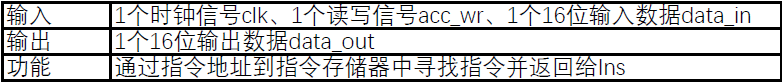 输入 1个时钟信号clk、1个读写信号acc_wr、1个16位输入数据data_in
输出 1个16位输出数据data_out
功能 通过指令地址到指令存储器中寻找指令并返回给Ins